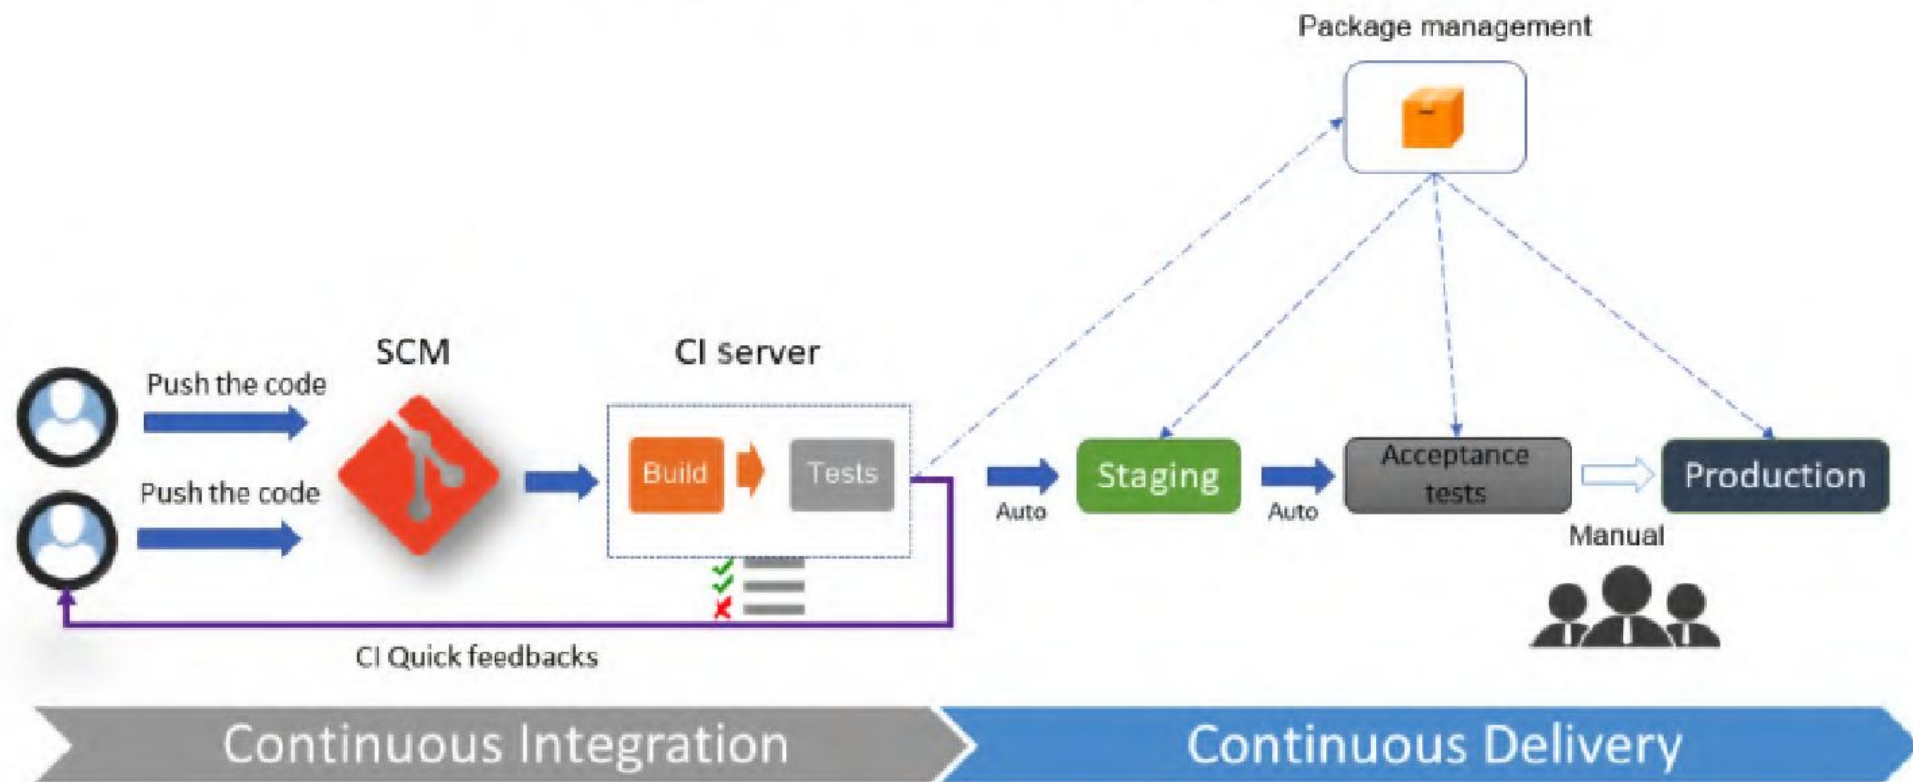 Package management
SCM
CI server
Push the code
Push the code
Build
Tests
Auto
Staging
Auto
Acceptance
tests
Production
Manual
CI Quick feedbacks
Continuous Integration
Continuous Delivery